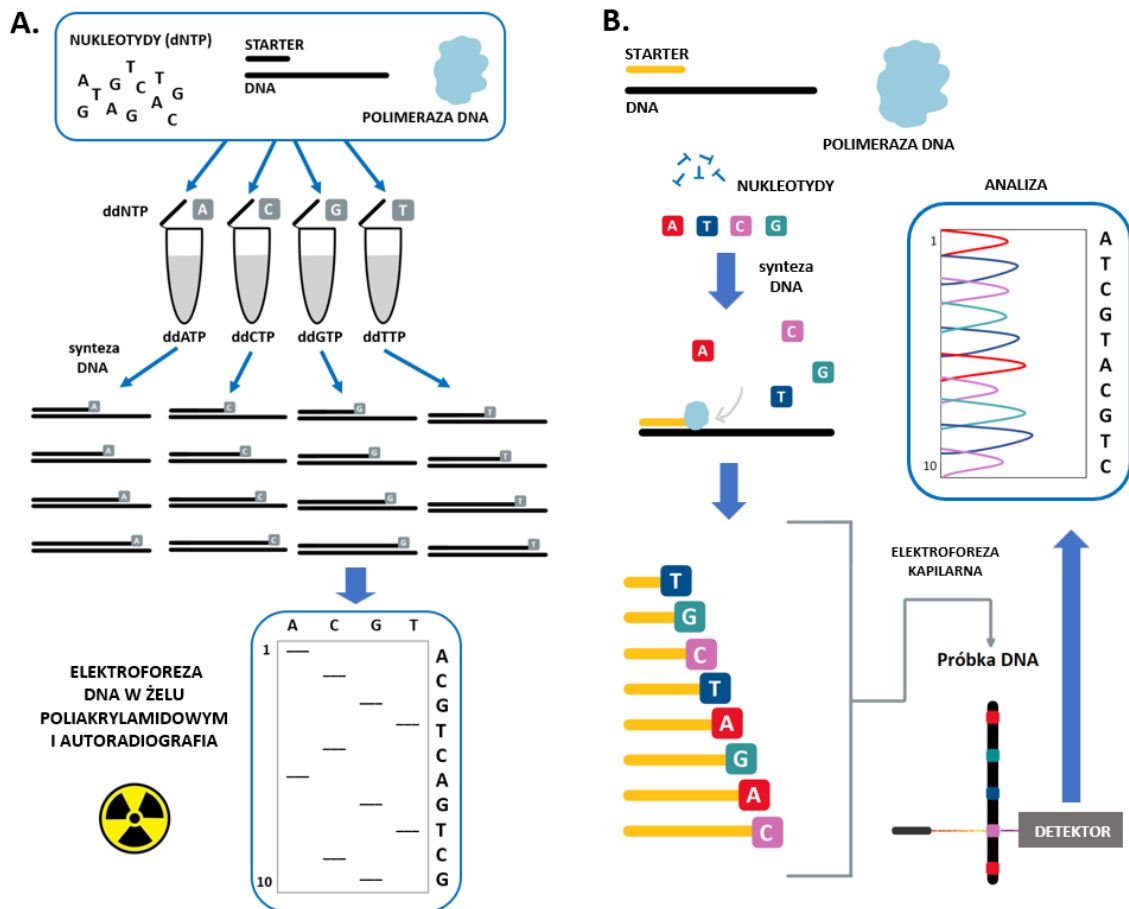 A.
NUKLEOTYDY (dNTP)
A T G T C T G
G A G A C
STARTER
DNA
POLIMERAZA DNA
ddNTP
A C G T
ddATP ddCTP ddGTP ddTTP
synteza
DNA
A C G T
A C G T
A C G T
A C G T
ELEKTROFOREZA
DNA W ŻELU
POLIAKRYLAMIDOWYM
I AUTORADIOGRAFIA
A C G T
1
10
A
C
G
T
C
A
G
T
C
G
B.
STARTER
DNA
POLIMERAZA DNA
NUKLEOTYDY
A T C G
synteza
DNA
A
C
G
T
T
G
C
T
A
G
A
C
ANALIZA
1
10
A
T
C
G
T
A
C
G
T
C
ELEKTROFOREZA
KAPILARNA
Próbka DNA
DETEKTOR